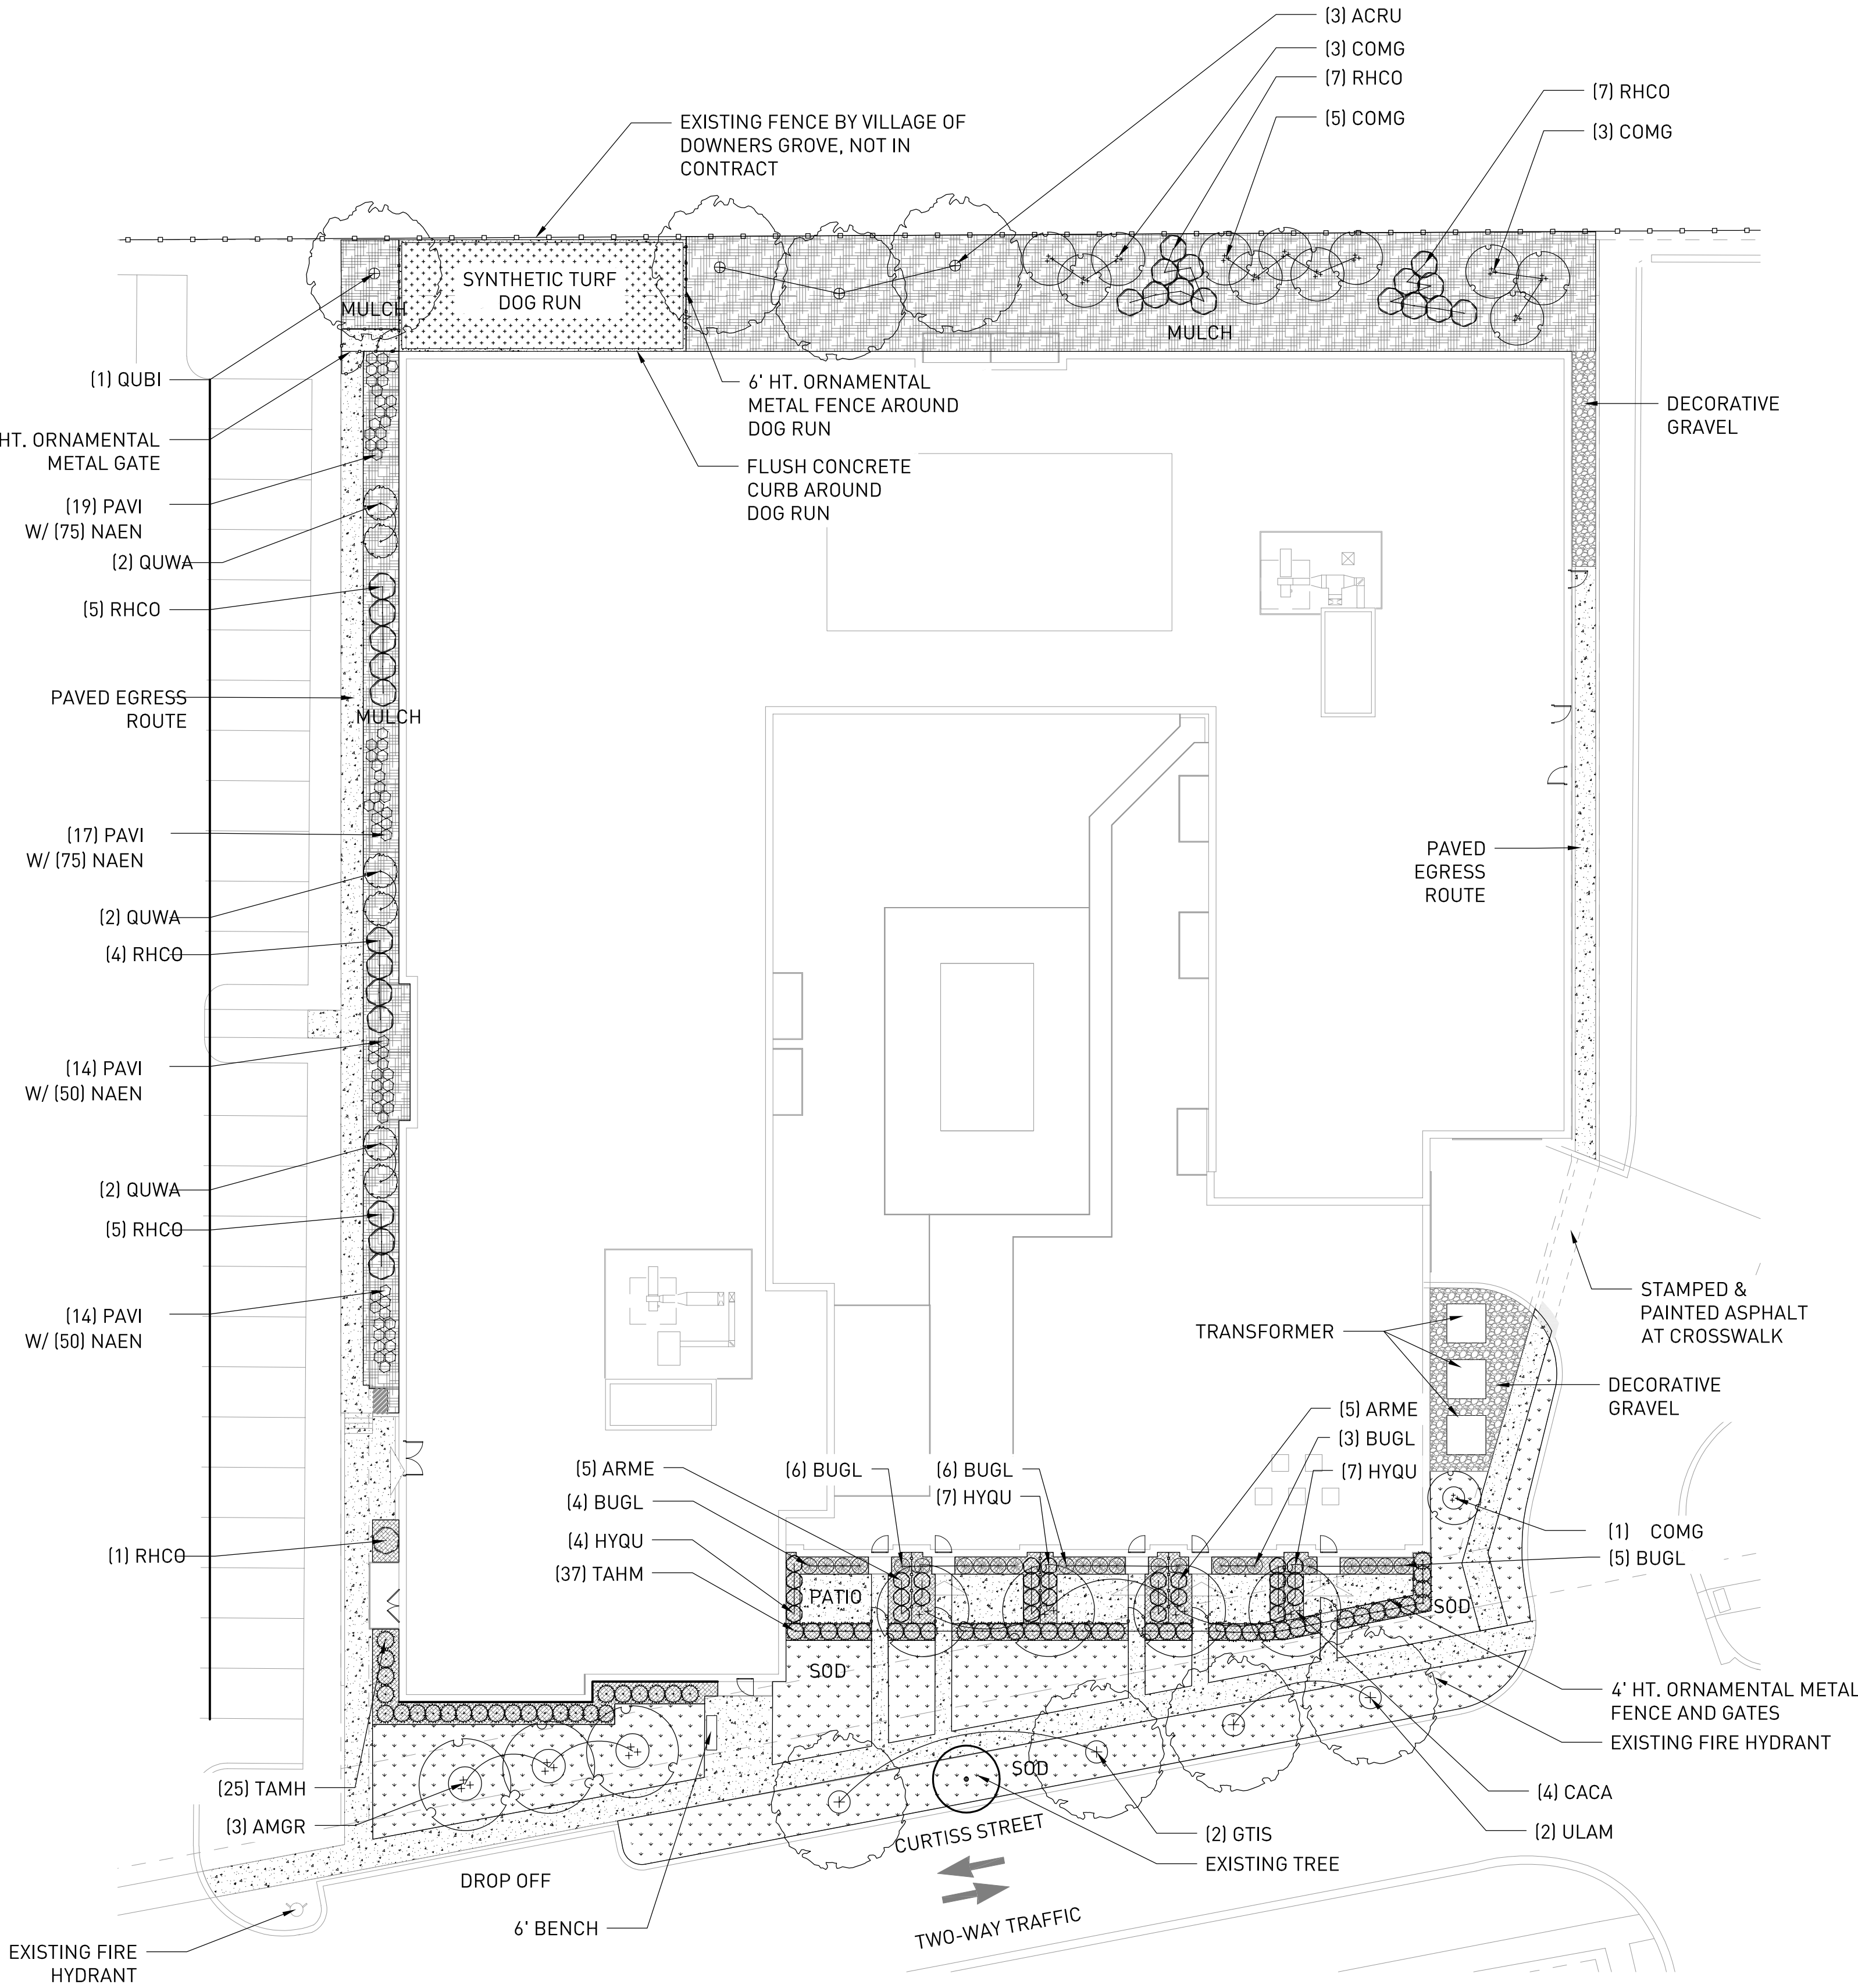 (3) ACRU
(3) COMG
(7) RHCO
(5) COMG
(7) RHCO
(3) COMG
EXISTING FENCE BY VILLAGE OF
DOWNERS GROVE, NOT IN
CONTRACT
SYNTHETIC TURF
DOG RUN
MULCH
MULCH
(1) QUBI
HT. ORNAMENTAL
METAL GATE
6' HT. ORNAMENTAL
METAL FENCE AROUND
DOG RUN
DECORATIVE
GRAVEL
FLUSH CONCRETE
CURB AROUND
DOG RUN
(19) PAVI
W/ (75) NAEN
(2) QUWA
(5) RHCO
PAVED EGRESS
ROUTE
MULCH
(17) PAVI
W/ (75) NAEN
PAVED
EGRESS
ROUTE
(2) QUWA
(4) RHCO
(14) PAVI
W/ (50) NAEN
(2) QUWA
(5) RHCO
(14) PAVI
W/ (50) NAEN
STAMPED &
PAINTED ASPHALT
AT CROSSWALK
TRANSFORMER
DECORATIVE
GRAVEL
(5) ARME
(3) BUGL
(7) HYQU
(5) ARME
(6) BUGL
(6) BUGL
(7) HYQU
(4) BUGL
(4) HYQU
(37) TAHM
(1) RHCO
(1) COMG
(5) BUGL
PATIO
SOD
SOD
4' HT. ORNAMENTAL METAL
FENCE AND GATES
EXISTING FIRE HYDRANT
SOD
(25) TAMH
(3) AMGR
(4) CACA
(2) ULAM
(2) GTIS
EXISTING TREE
CURTISS STREET
DROP OFF
6' BENCH
TWO-WAY TRAFFIC
EXISTING FIRE
HYDRANT